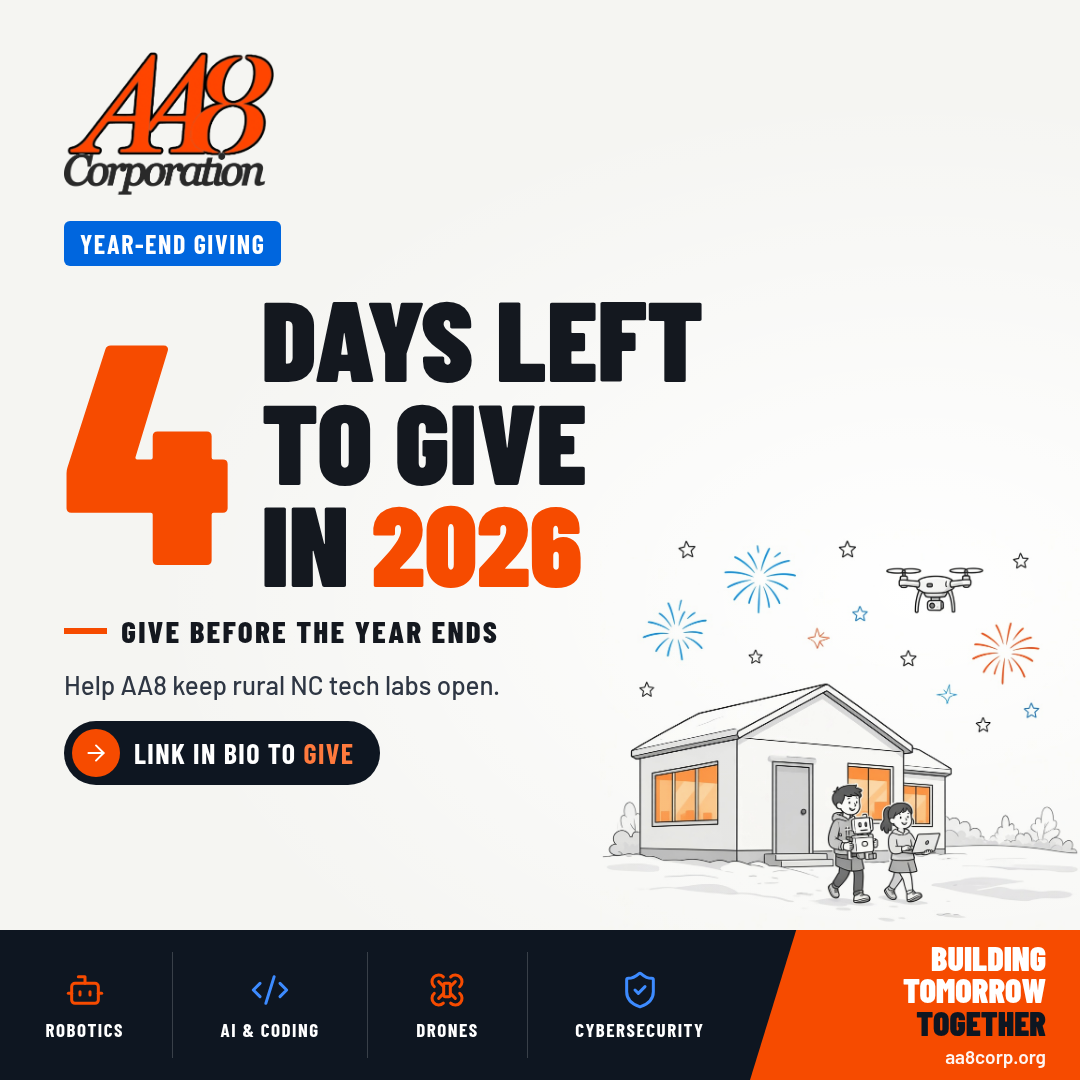 AA8
Corporation
YEAR-END GIVING
4
DAYS LEFT
TO GIVE
IN 2026
GIVE BEFORE THE YEAR ENDS
Help AA8 keep rural NC tech labs open.
LINK IN BIO TO GIVE
ROBOTICS
AI & CODING
DRONES
CYBERSECURITY
BUILDING
TOMORROW
TOGETHER
aa8corp.org